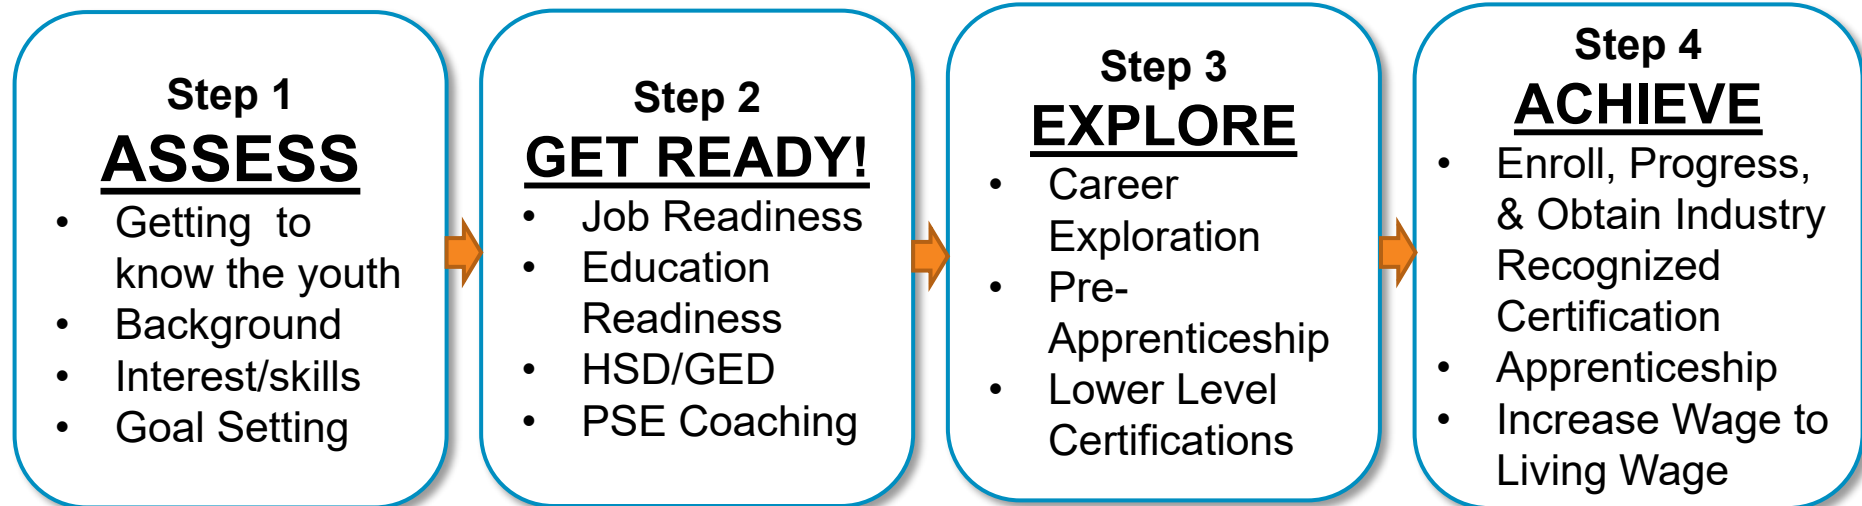 Step 1
ASSESS
• Getting to
know the youth
• Background
• Interest/skills
• Goal Setting
Step 2
GET READY!
• Job Readiness
• Education
Readiness
• HSD/GED
• PSE Coaching
Step 3
EXPLORE
• Career
Exploration
• Pre-
Apprenticeship
• Lower Level
Certifications
Step 4
ACHIEVE
• Enroll, Progress,
& Obtain Industry
Recognized
Certification
• Apprenticeship
• Increase Wage to
Living Wage